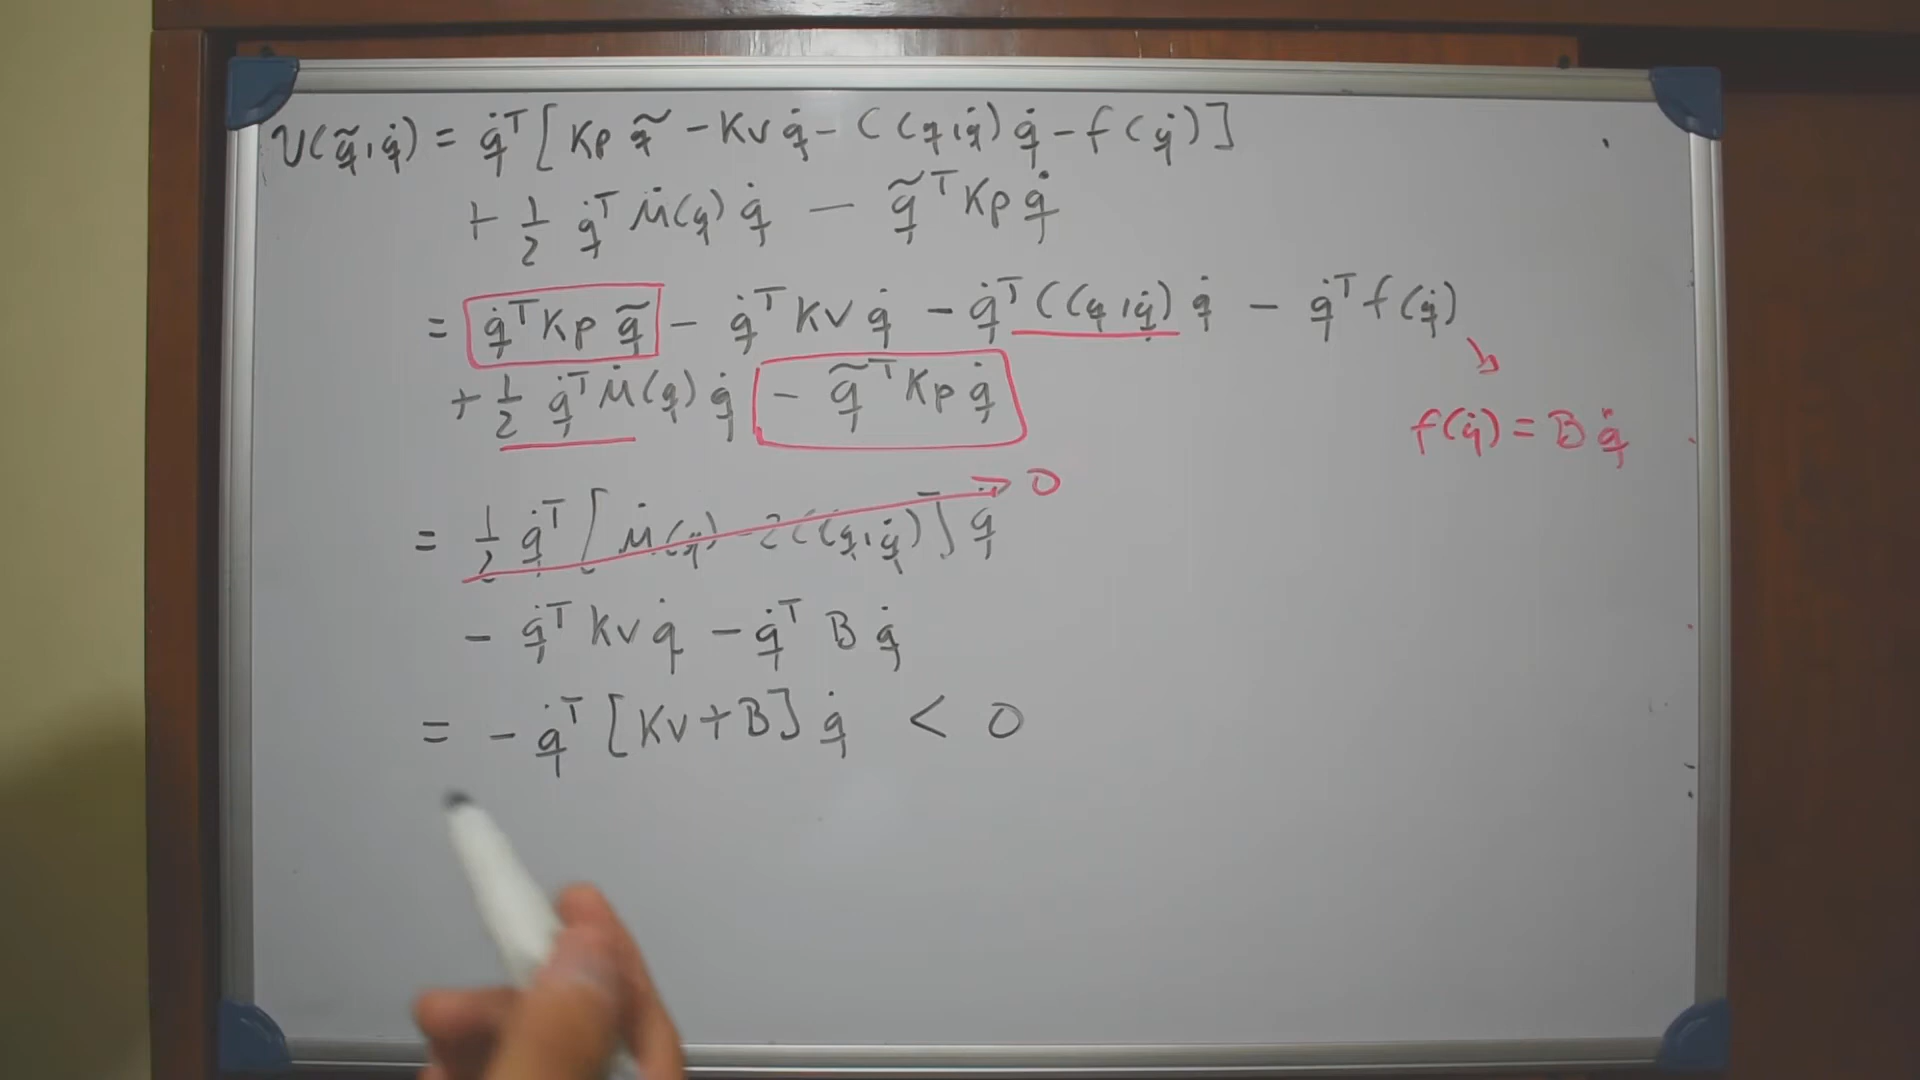 V(q̃,q̇) = q̇ᵀ[Kp q̃ - Kv q̇ - C(q,q̇) q̇ - f(q̇)]
+ 1/2 q̇ᵀ Ṁ(q) q̇ - q̃ᵀ Kp q̇
= q̇ᵀ Kp q̃ - q̇ᵀ Kv q̇ - q̇ᵀ C(q,q̇) q̇ - q̇ᵀ f(q̇)
+ 1/2 q̇ᵀ Ṁ(q) q̇ - q̃ᵀ Kp q̇
f(q̇) = B q̇
= 1/2 q̇ᵀ [Ṁ(q) - 2C(q,q̇)] q̇ → 0
- q̇ᵀ Kv q̇ - q̇ᵀ B q̇
= - q̇ᵀ [Kv + B] q̇ < 0